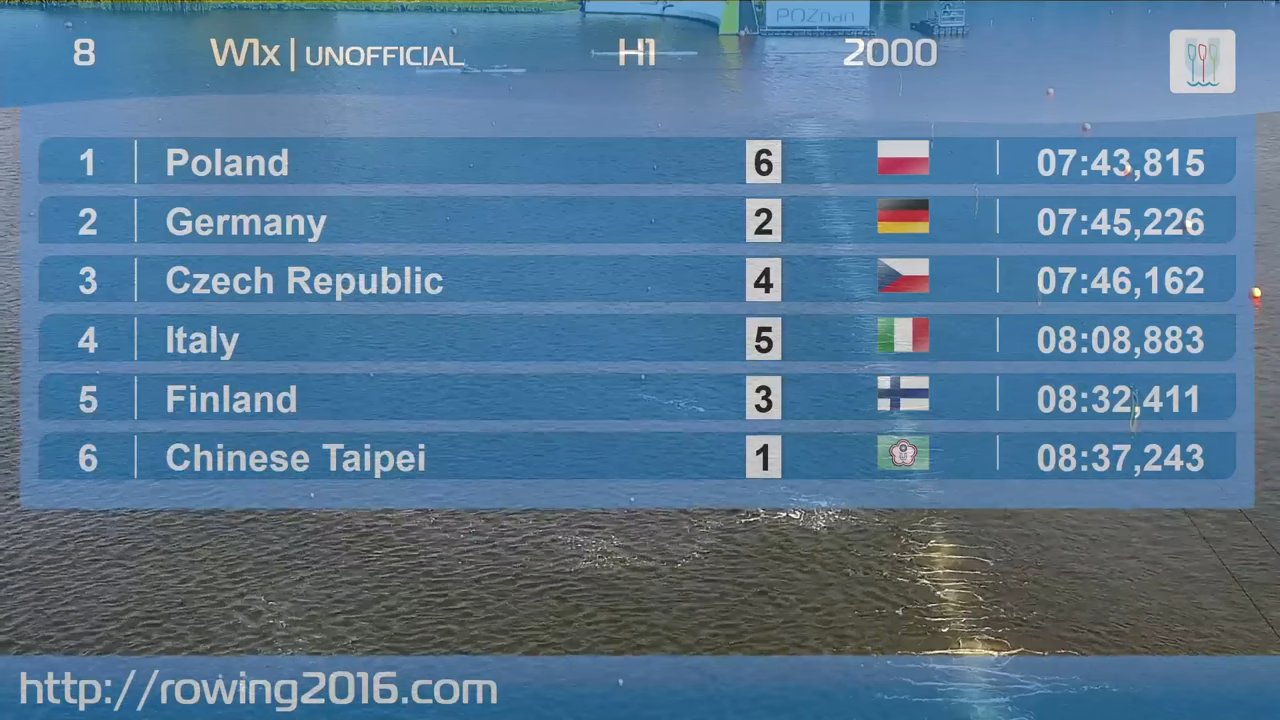 POZnan
8 W1x | UNOFFICIAL H1 2000
1 Poland 6 07:43,815
2 Germany 2 07:45,226
3 Czech Republic 4 07:46,162
4 Italy 5 08:08,883
5 Finland 3 08:32,411
6 Chinese Taipei 1 08:37,243
http://rowing2016.com